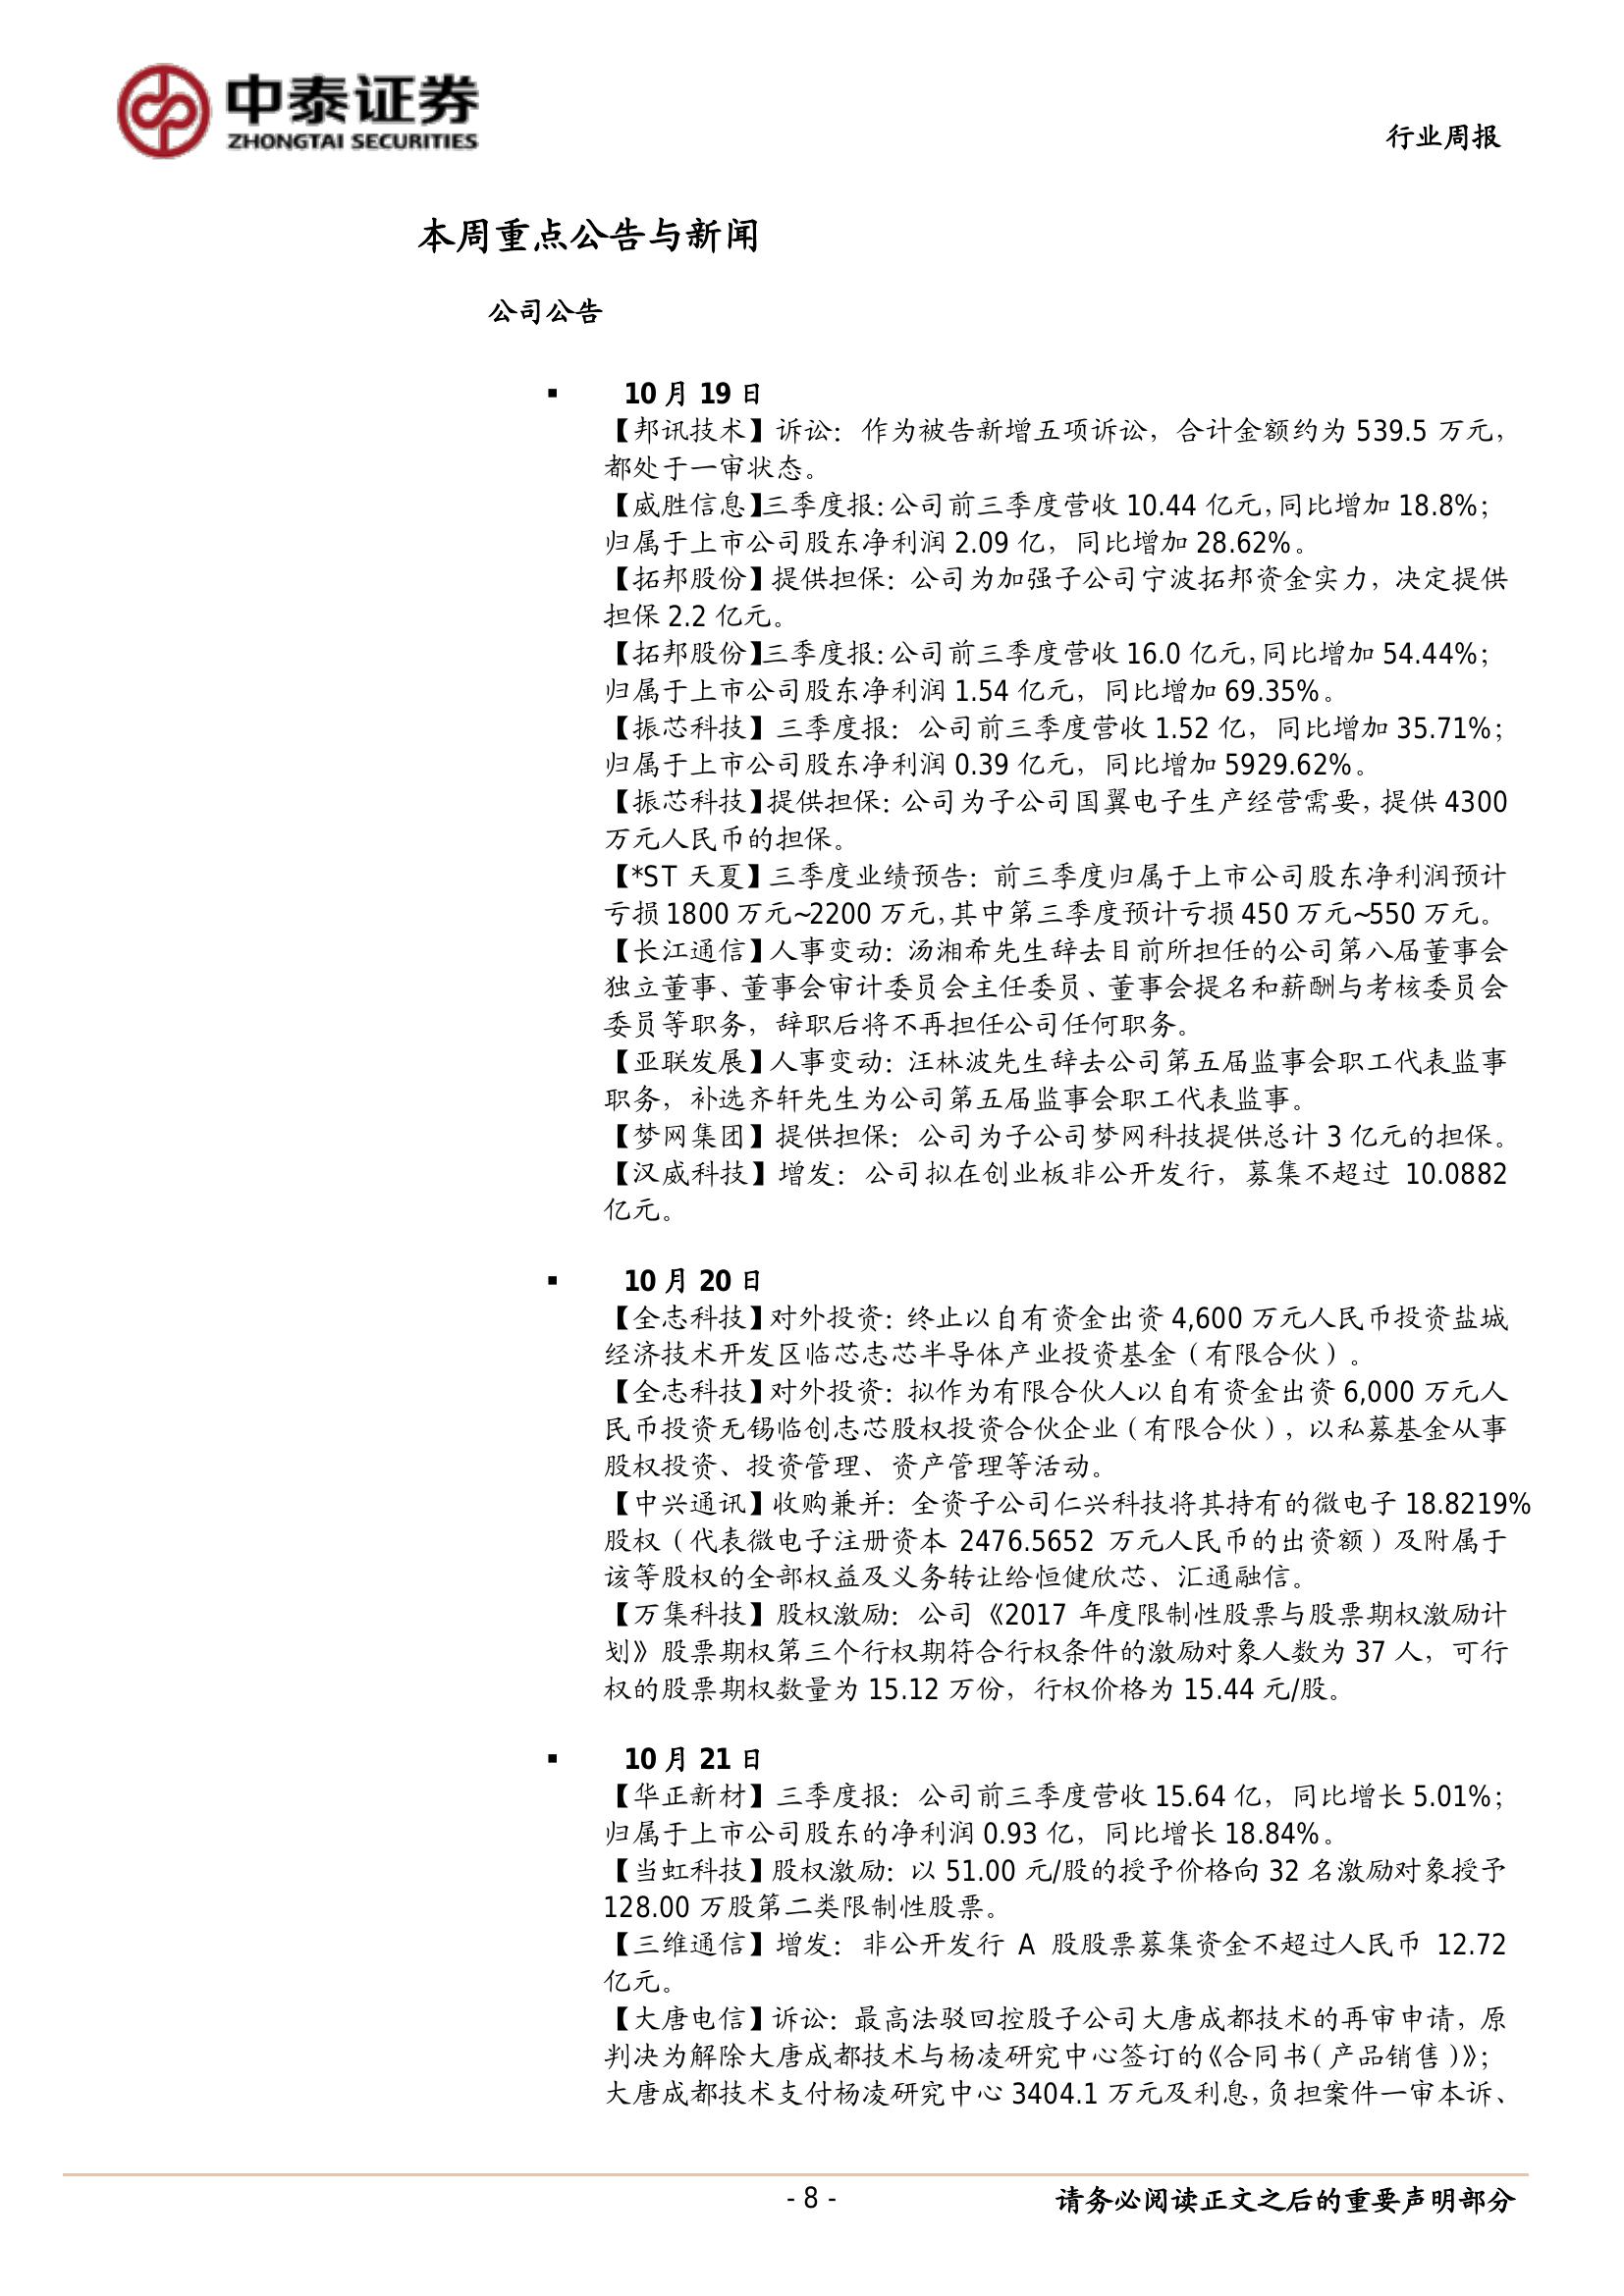 中泰证券
ZHONGTAI SECURITIES
行业周报
本周重点公告与新闻
公司公告
▪ 10 月 19 日
【邦讯技术】诉讼：作为被告新增五项诉讼，合计金额约为 539.5 万元，
都处于一审状态。
【威胜信息】三季度报：公司前三季度营收 10.44 亿元，同比增加 18.8%；
归属于上市公司股东净利润 2.09 亿，同比增加 28.62%。
【拓邦股份】提供担保：公司为加强子公司宁波拓邦资金实力，决定提供
担保 2.2 亿元。
【拓邦股份】三季度报：公司前三季度营收 16.0 亿元，同比增加 54.44%；
归属于上市公司股东净利润 1.54 亿元，同比增加 69.35%。
【振芯科技】三季度报：公司前三季度营收 1.52 亿，同比增加 35.71%；
归属于上市公司股东净利润 0.39 亿元，同比增加 5929.62%。
【振芯科技】提供担保：公司为子公司国翼电子生产经营需要，提供 4300
万元人民币的担保。
【*ST 天夏】三季度业绩预告：前三季度归属于上市公司股东净利润预计
亏损 1800 万元~2200 万元，其中第三季度预计亏损 450 万元~550 万元。
【长江通信】人事变动：汤湘希先生辞去目前所担任的公司第八届董事会
独立董事、董事会审计委员会主任委员、董事会提名和薪酬与考核委员会
委员等职务，辞职后将不再担任公司任何职务。
【亚联发展】人事变动：汪林波先生辞去公司第五届监事会职工代表监事
职务，补选齐轩先生为公司第五届监事会职工代表监事。
【梦网集团】提供担保：公司为子公司梦网科技提供总计 3 亿元的担保。
【汉威科技】增发：公司拟在创业板非公开发行，募集不超过 10.0882
亿元。
▪ 10 月 20 日
【全志科技】对外投资：终止以自有资金出资 4,600 万元人民币投资盐城
经济技术开发区临芯志芯半导体产业投资基金（有限合伙）。
【全志科技】对外投资：拟作为有限合伙人以自有资金出资 6,000 万元人
民币投资无锡临创志芯股权投资合伙企业（有限合伙），以私募基金从事
股权投资、投资管理、资产管理等活动。
【中兴通讯】收购兼并：全资子公司仁兴科技将其持有的微电子 18.8219%
股权（代表微电子注册资本 2476.5652 万元人民币的出资额）及附属于
该等股权的全部权益及义务转让给恒健欣芯、汇通融信。
【万集科技】股权激励：公司《2017 年度限制性股票与股票期权激励计
划》股票期权第三个行权期符合行权条件的激励对象人数为 37 人，可行
权的股票期权数量为 15.12 万份，行权价格为 15.44 元/股。
▪ 10 月 21 日
【华正新材】三季度报：公司前三季度营收 15.64 亿，同比增长 5.01%；
归属于上市公司股东的净利润 0.93 亿，同比增长 18.84%。
【当虹科技】股权激励：以 51.00 元/股的授予价格向 32 名激励对象授予
128.00 万股第二类限制性股票。
【三维通信】增发：非公开发行 A 股股票募集资金不超过人民币 12.72
亿元。
【大唐电信】诉讼：最高法驳回控股子公司大唐成都技术的再审申请，原
判决为解除大唐成都技术与杨凌研究中心签订的《合同书（产品销售）》；
大唐成都技术支付杨凌研究中心 3404.1 万元及利息，负担案件一审本诉、
- 8 -
请务必阅读正文之后的重要声明部分